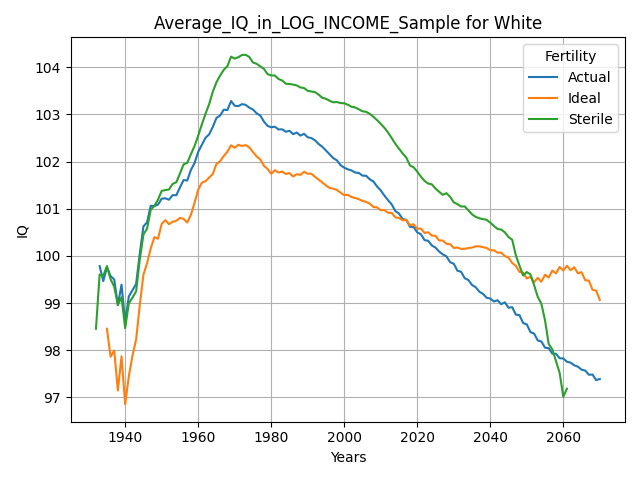 Average_IQ_in_LOG_INCOME_Sample for White
Fertility
Actual
Ideal
Sterile
104
103
102
101
100
99
98
97
IQ
1940
1960
1980
2000
2020
2040
2060
Years